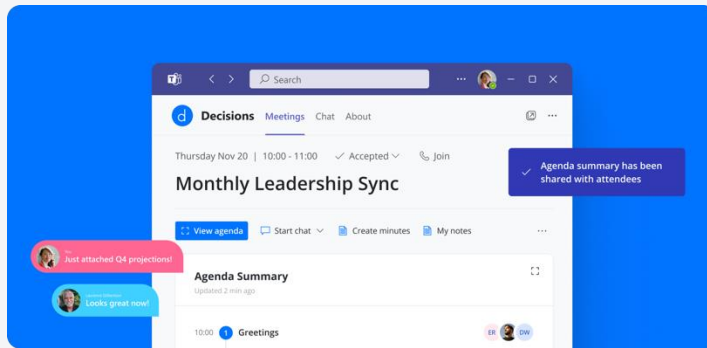 Search
Decisions Meetings Chat About
Thursday Nov 20 | 10:00 - 11:00 Accepted Join
Agenda summary has been
shared with attendees
Monthly Leadership Sync
View agenda Start chat Create minutes My notes
Just attached Q4 projections!
Agenda Summary
Updated 2 min ago
Looks great now!
10:00 1 Greetings ER DW